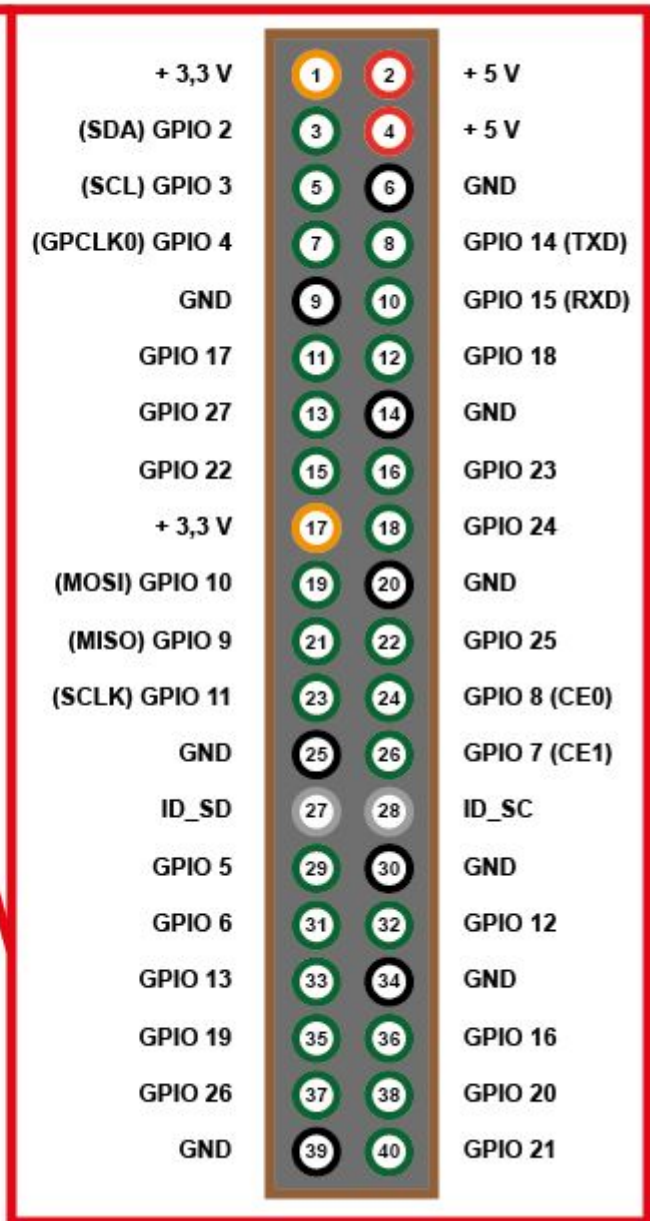 + 3,3 V 1 2 + 5 V
(SDA) GPIO 2 3 4 + 5 V
(SCL) GPIO 3 5 6 GND
(GPCLK0) GPIO 4 7 8 GPIO 14 (TXD)
GND 9 10 GPIO 15 (RXD)
GPIO 17 11 12 GPIO 18
GPIO 27 13 14 GND
GPIO 22 15 16 GPIO 23
+ 3,3 V 17 18 GPIO 24
(MOSI) GPIO 10 19 20 GND
(MISO) GPIO 9 21 22 GPIO 25
(SCLK) GPIO 11 23 24 GPIO 8 (CE0)
GND 25 26 GPIO 7 (CE1)
ID_SD 27 28 ID_SC
GPIO 5 29 30 GND
GPIO 6 31 32 GPIO 12
GPIO 13 33 34 GND
GPIO 19 35 36 GPIO 16
GPIO 26 37 38 GPIO 20
GND 39 40 GPIO 21